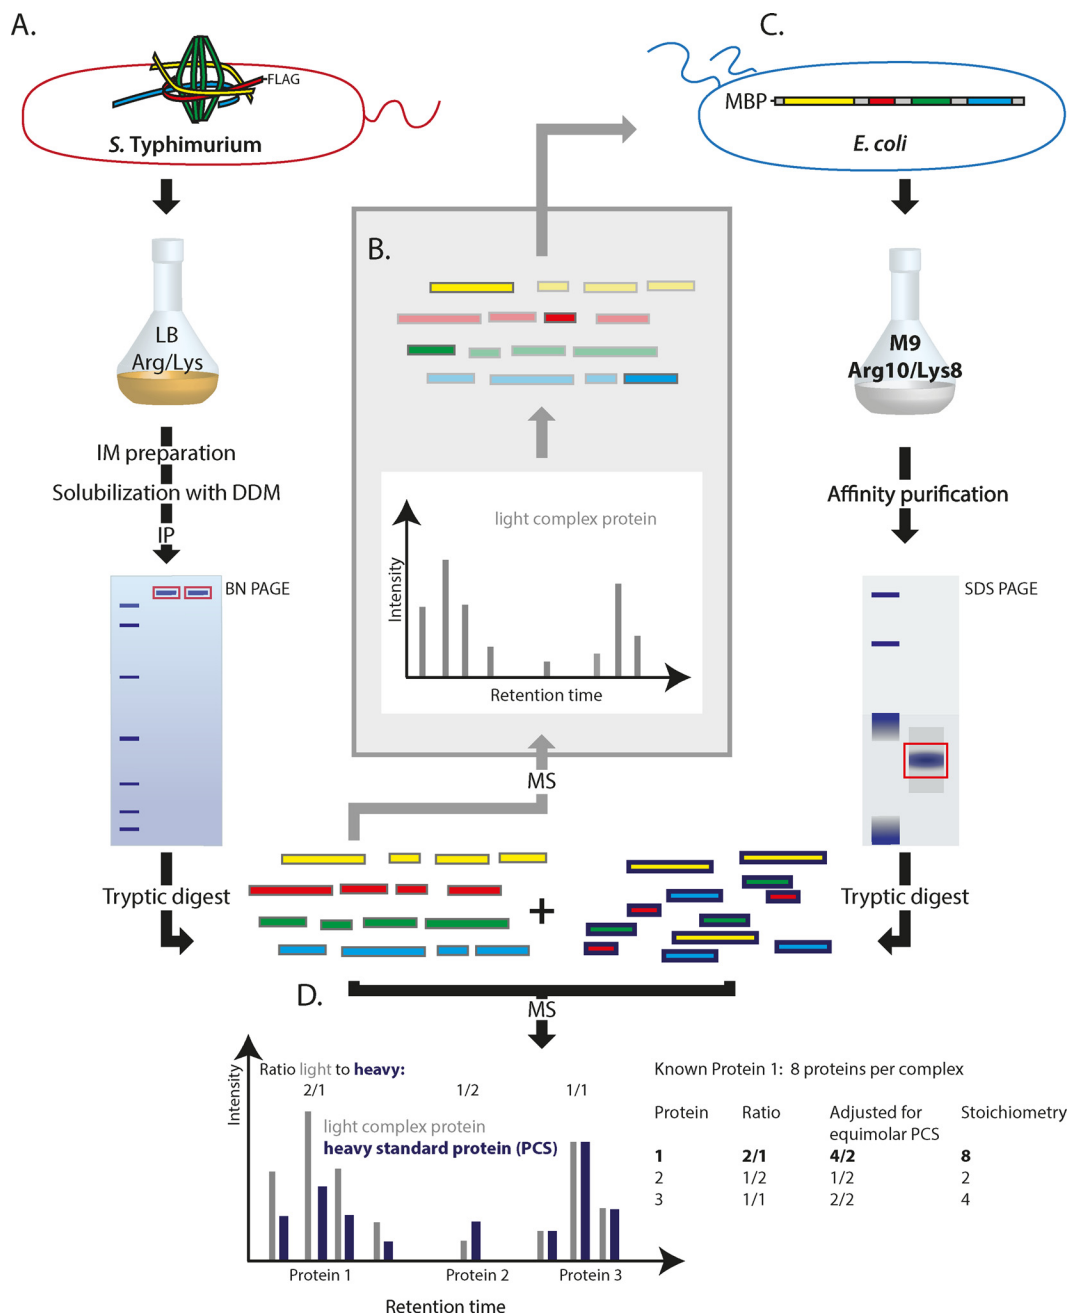 A.
FLAG
S. Typhimurium
LB
Arg/Lys
IM preparation
Solubilization with DDM
IP
BN PAGE
Tryptic digest
B.
light complex protein
Intensity
Retention time
MS
C.
MBP
E. coli
M9
Arg10/Lys8
Affinity purification
SDS PAGE
Tryptic digest
+
D.
MS
Intensity
Ratio light to heavy:
2/1 1/2 1/1
light complex protein
heavy standard protein (PCS)
Protein 1 Protein 2 Protein 3
Retention time
Known Protein 1: 8 proteins per complex
Protein Ratio Adjusted for Stoichiometry
equimolar PCS
1 2/1 4/2 8
2 1/2 1/2 2
3 1/1 2/2 4